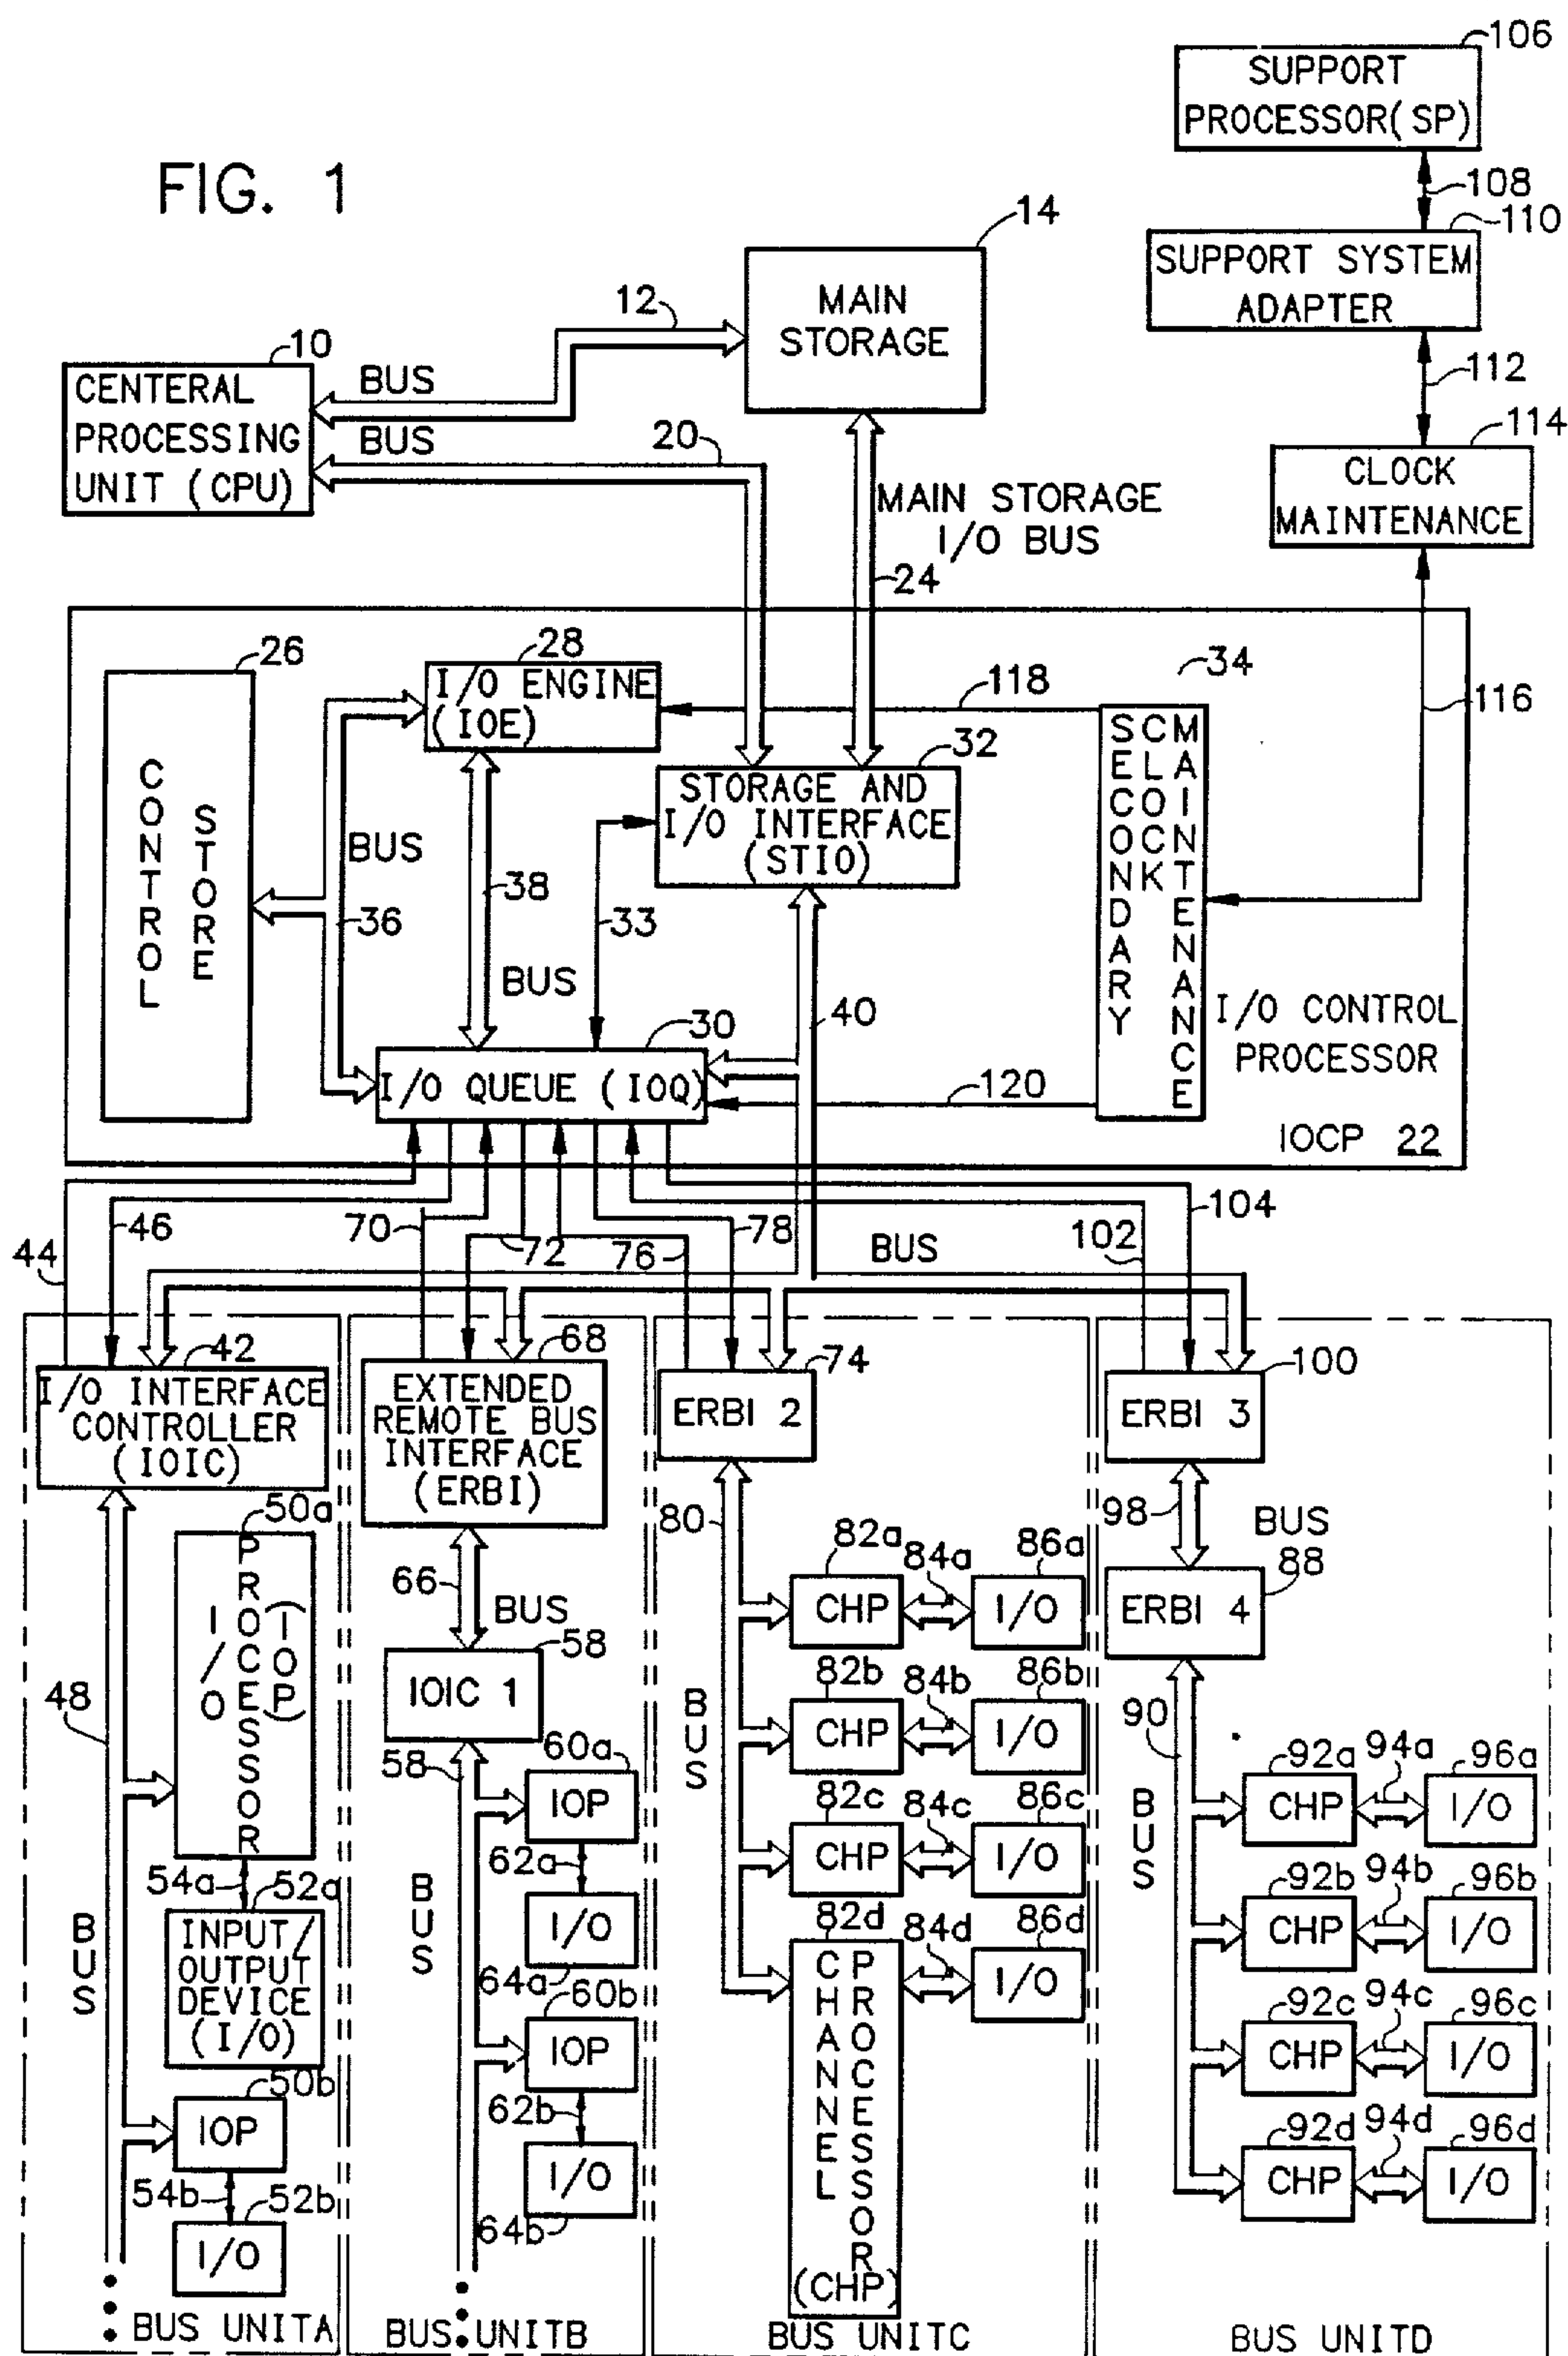 FIG. 1
106
SUPPORT
PROCESSOR(SP)
108
110
SUPPORT SYSTEM
ADAPTER
112
114
CLOCK
MAINTENANCE
116
14
MAIN
STORAGE
12
10
CENTERAL
PROCESSING
UNIT (CPU)
BUS
BUS
20
MAIN STORAGE
I/O BUS
24
26
CONTROL
STORE
28
I/O ENGINE
(IOE)
118
34
32
STORAGE AND
I/O INTERFACE
(STIO)
SECONDARY
CLOCK
MAINTENANCE
BUS
36
38
33
BUS
40
30
I/O QUEUE (IOQ)
120
I/O CONTROL
PROCESSOR
IOCP 22
44
46
70
72
76
78
BUS
102
104
42
I/O INTERFACE
CONTROLLER
(IOIC)
68
EXTENDED
REMOTE BUS
INTERFACE
(ERBI)
74
ERBI 2
100
ERBI 3
48
50a
I/O
PROCESSOR
(IOP)
54a
52a
INPUT/
OUTPUT
DEVICE
(I/O)
BUS
50b
IOP
54b
52b
I/O
BUS UNITA
66
BUS
58
IOIC 1
58
60a
IOP
62a
I/O
64a
BUS
60b
IOP
62b
I/O
64b
BUS UNITB
80
BUS
82a
CHP
84a
86a
I/O
82b
CHP
84b
86b
I/O
82c
CHP
84c
86c
I/O
82d
CHANEL
PROCESSOR
(CHP)
84d
86d
I/O
BUS UNITC
98
BUS
88
ERBI 4
90
BUS
92a
CHP
94a
96a
I/O
92b
CHP
94b
96b
I/O
92c
CHP
94c
96c
I/O
92d
CHP
94d
96d
I/O
BUS UNITD